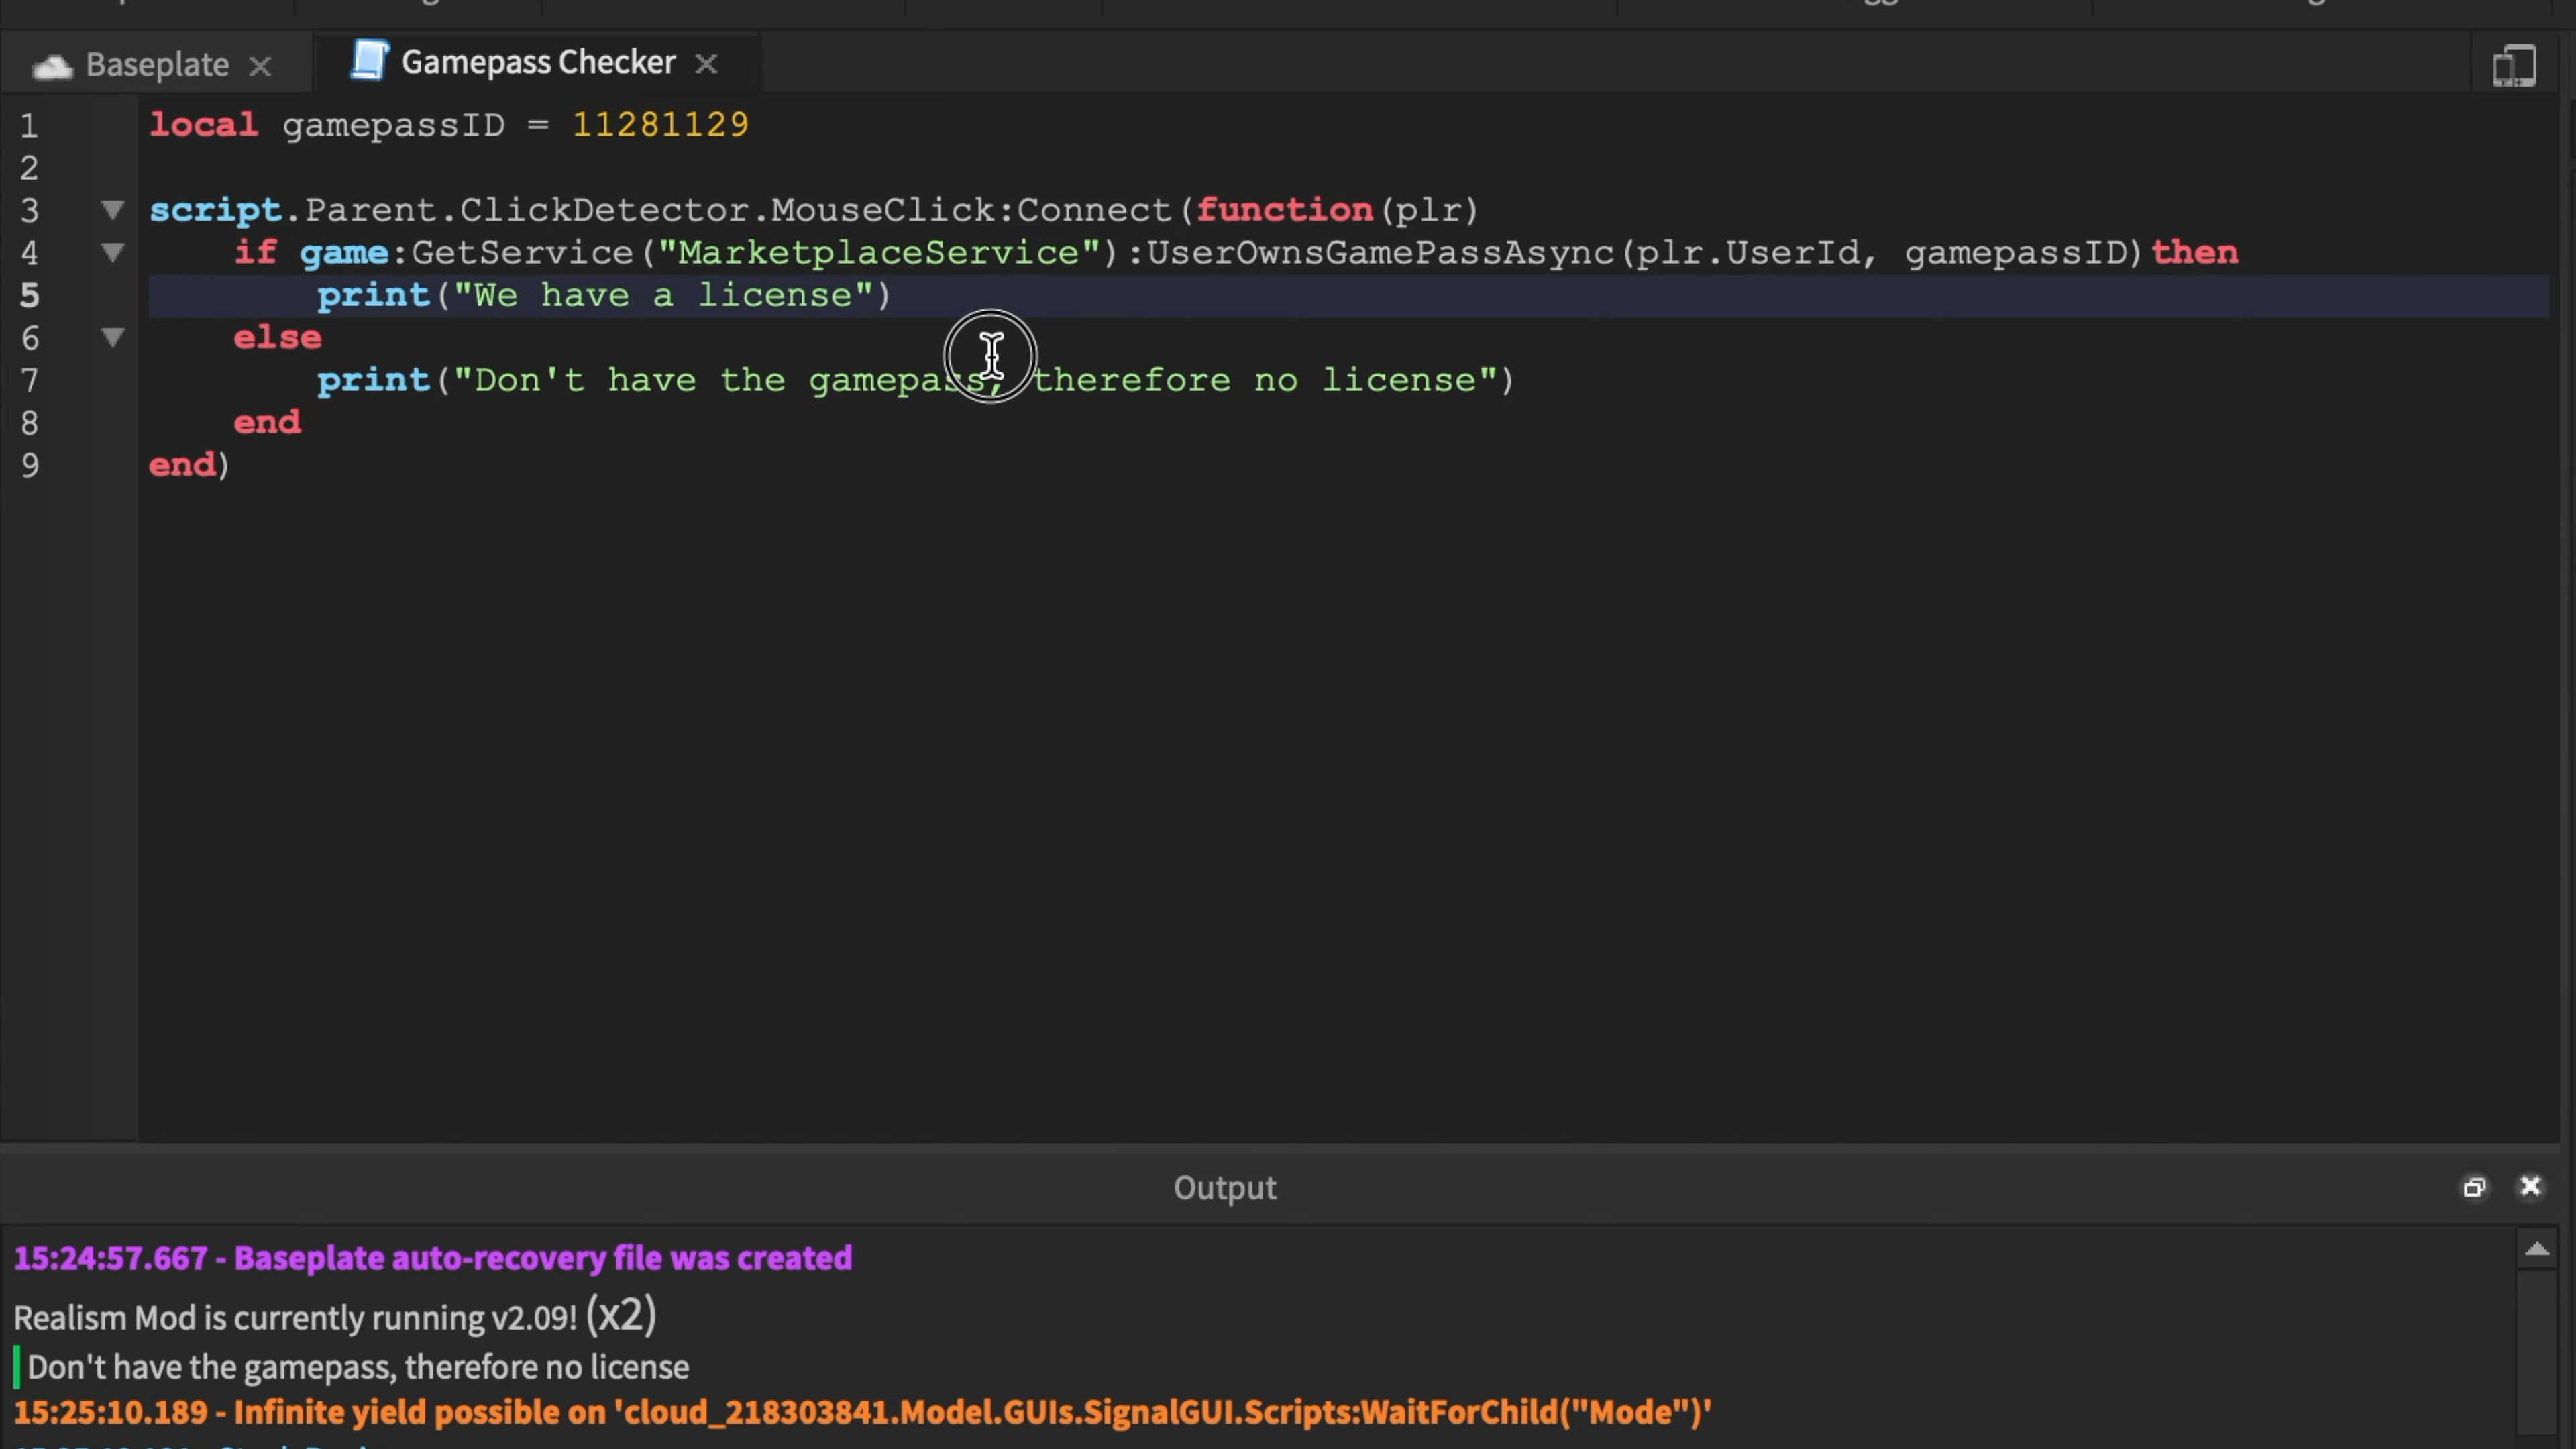 Baseplate
Gamepass Checker
1 local gamepassID = 11281129
2
3 script.Parent.ClickDetector.MouseClick:Connect(function(plr)
4 if game:GetService("MarketplaceService"):UserOwnsGamePassAsync(plr.UserId, gamepassID)then
5 print("We have a license")
6 else
7 print("Don't have the gamepass, therefore no license")
8 end
9 end)
Output
15:24:57.667 - Baseplate auto-recovery file was created
Realism Mod is currently running v2.09! (x2)
Don't have the gamepass, therefore no license
15:25:10.189 - Infinite yield possible on 'cloud_218303841.Model.GUIs.SignalGUI.Scripts:WaitForChild("Mode")'